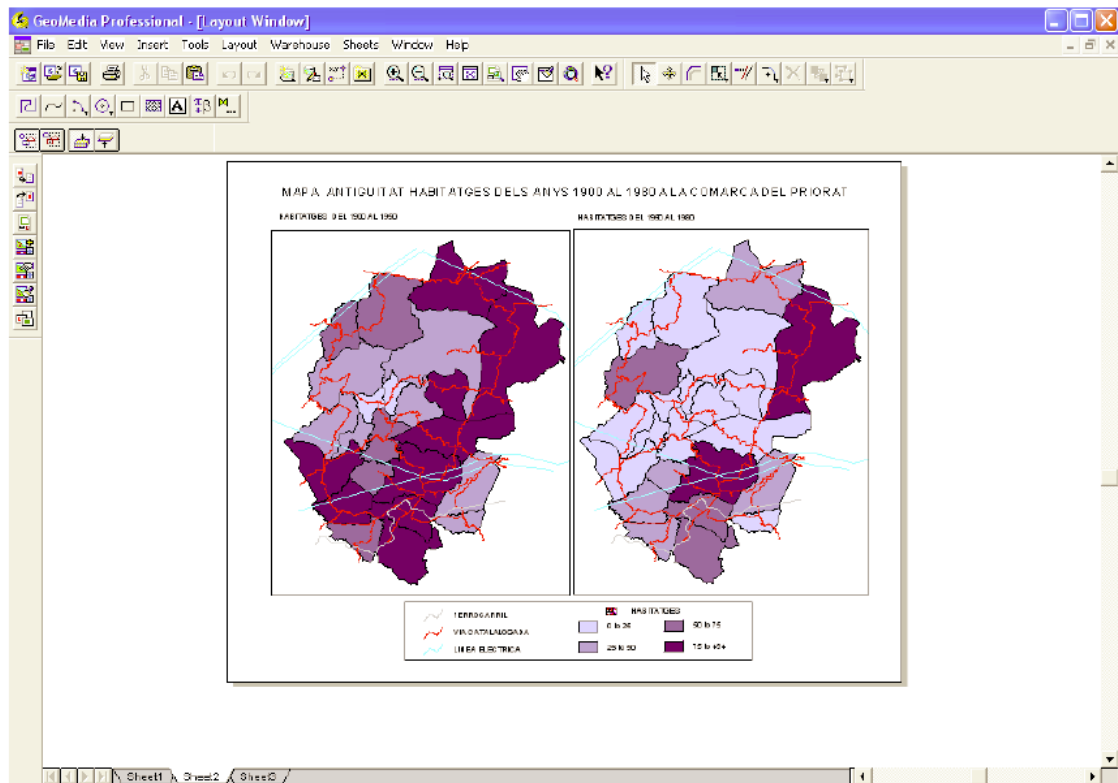 GeoMedia Professional - [Layout Window]
File Edit View Insert Tools Layout Warehouse Sheets Window Help
MAPA ANTIGUITAT HABITATGES DELS ANYS 1900 AL 1980 A LA COMARCA DEL PRIORAT
HABITATGES DEL 1900 AL 1950
HABITATGES DEL 1950 AL 1980
FERROCARRIL
VIA CATALALOGADA
LINEA ELECTRICA
HABITATGES
0 to 25
25 to 50
50 to 75
75 to
Sheet1 Sheet2 Sheet3